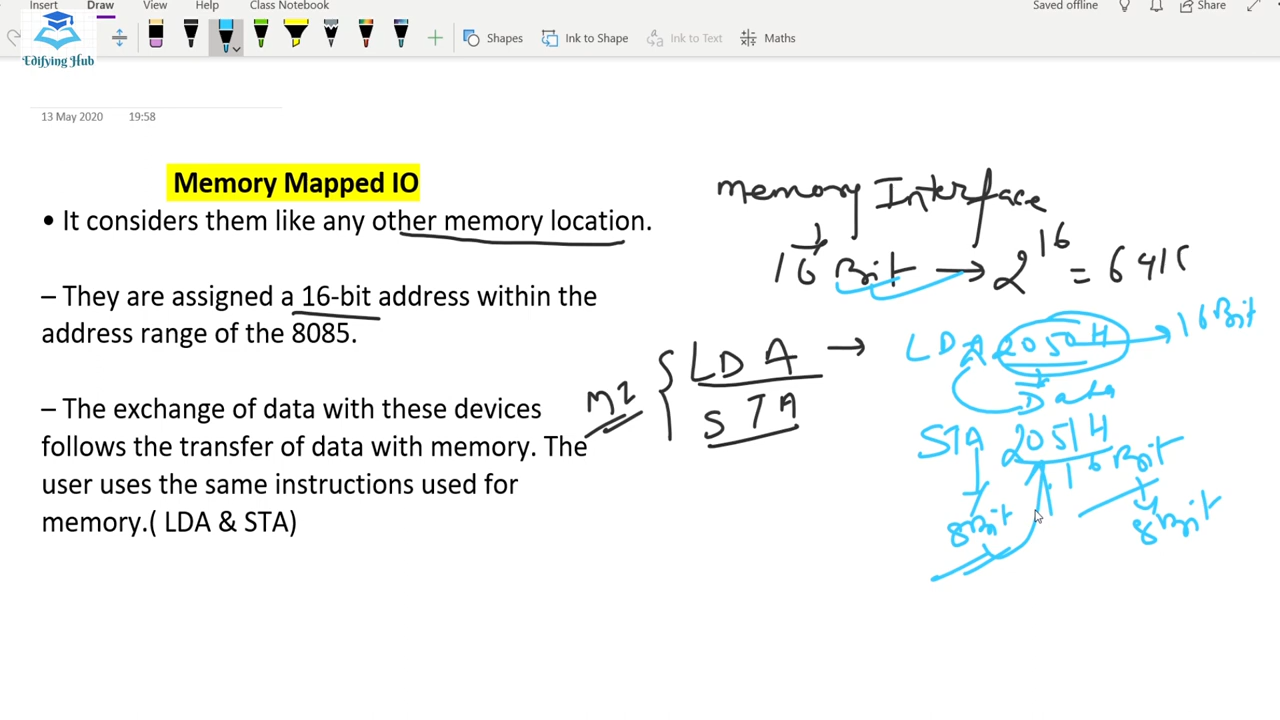 Insert Draw View Help Class Notebook Saved offline Share
Shapes Ink to Shape Ink to Text Maths
Edifying Hub
13 May 2020 19:58
Memory Mapped IO
• It considers them like any other memory location.
– They are assigned a 16-bit address within the
address range of the 8085.
– The exchange of data with these devices
follows the transfer of data with memory. The
user uses the same instructions used for
memory.( LDA & STA)
memory Interface
16 Bit → 2^16 = 64K
LDA → LDA 2050H → 16 Bit
Data
STA
STA 2051H
16 Bit
8Bit
8 Bit